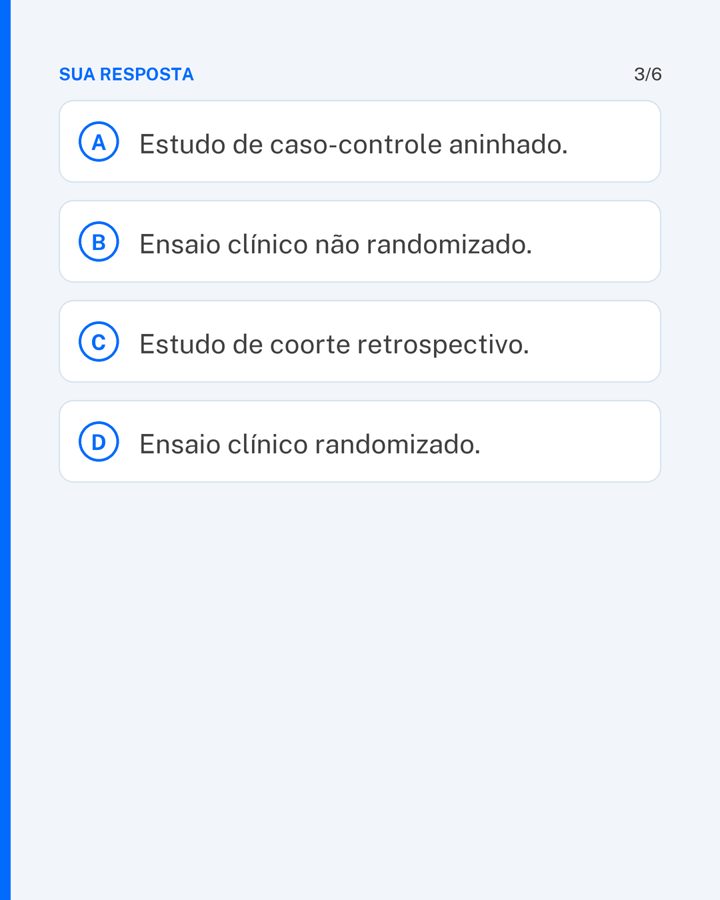 SUA RESPOSTA 3/6
A Estudo de caso-controle aninhado.
B Ensaio clínico não randomizado.
C Estudo de coorte retrospectivo.
D Ensaio clínico randomizado.